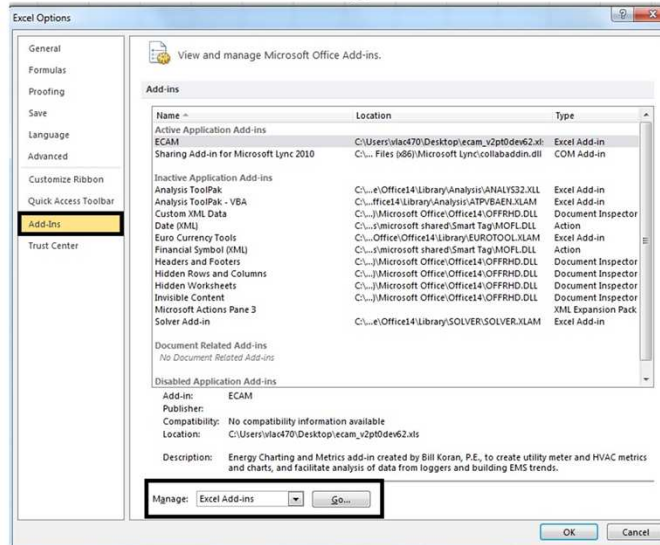 Excel Options
General
Formulas
Proofing
Save
Language
Advanced
Customize Ribbon
Quick Access Toolbar
Add-Ins
Trust Center
View and manage Microsoft Office Add-ins.
Add-ins
Name Location Type
Active Application Add-ins
ECAM C:\Users\vlac470\Desktop\ecam_v2pt0dev62.xls Excel Add-in
Sharing Add-in for Microsoft Lync 2010 C:\... Files (x86)\Microsoft Lync\collabaddin.dll COM Add-in
Inactive Application Add-ins
Analysis ToolPak C:\...e\Office14\Library\Analysis\ANALYS32.XLL Excel Add-in
Analysis ToolPak - VBA C:\...ffice14\Library\Analysis\ATPVBAEN.XLAM Excel Add-in
Custom XML Data C:\...)\Microsoft Office\Office14\OFFRHD.DLL Document Inspector
Date (XML) C:\...s\microsoft shared\Smart Tag\MOFL.DLL Action
Euro Currency Tools C:\...Office\Office14\Library\EUROTOOL.XLAM Excel Add-in
Financial Symbol (XML) C:\...s\microsoft shared\Smart Tag\MOFL.DLL Action
Headers and Footers C:\...)\Microsoft Office\Office14\OFFRHD.DLL Document Inspector
Hidden Rows and Columns C:\...)\Microsoft Office\Office14\OFFRHD.DLL Document Inspector
Hidden Worksheets C:\...)\Microsoft Office\Office14\OFFRHD.DLL Document Inspector
Invisible Content C:\...)\Microsoft Office\Office14\OFFRHD.DLL Document Inspector
Microsoft Actions Pane 3 XML Expansion Pack
Solver Add-in C:\...e\Office14\Library\SOLVER\SOLVER.XLAM Excel Add-in
Document Related Add-ins
No Document Related Add-ins
Disabled Application Add-ins
Add-in: ECAM
Publisher:
Compatibility: No compatibility information available
Location: C:\Users\vlac470\Desktop\ecam_v2pt0dev62.xls
Description: Energy Charting and Metrics add-in created by Bill Koran, P.E., to create utility meter and HVAC metrics
and charts, and facilitate analysis of data from loggers and building EMS trends.
Manage: Excel Add-ins Go...
OK Cancel